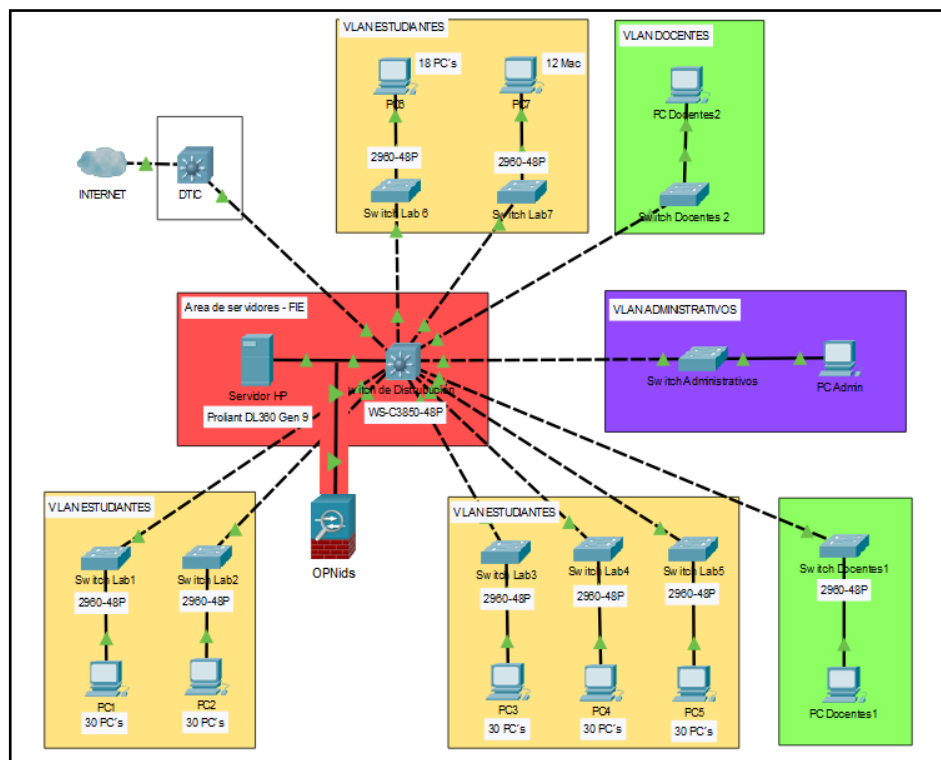 VLAN ESTUDIANTES
18 PC´s
12 Mac
PC6
PC7
2960-48P
2960-48P
Switch Lab 6
Switch Lab7
VLAN DOCENTES
PC Docentes2
Switch Docentes 2
INTERNET
DTIC
Area de servidores - FIE
Servidor HP
Proliant DL360 Gen 9
witch de Distribución
WS-C3850-48P
VLAN ADMINISTRATIVOS
Switch Administrativos
PC Admin
OPNids
VLAN ESTUDIANTES
Switch Lab1
Switch Lab2
2960-48P
2960-48P
PC1
PC2
30 PC´s
30 PC´s
VLAN ESTUDIANTES
Switch Lab3
Switch Lab4
Switch Lab5
2960-48P
2960-48P
2960-48P
PC3
PC4
PC5
30 PC´s
30 PC´s
30 PC´s
Switch Docentes1
2960-48P
PC Docentes1